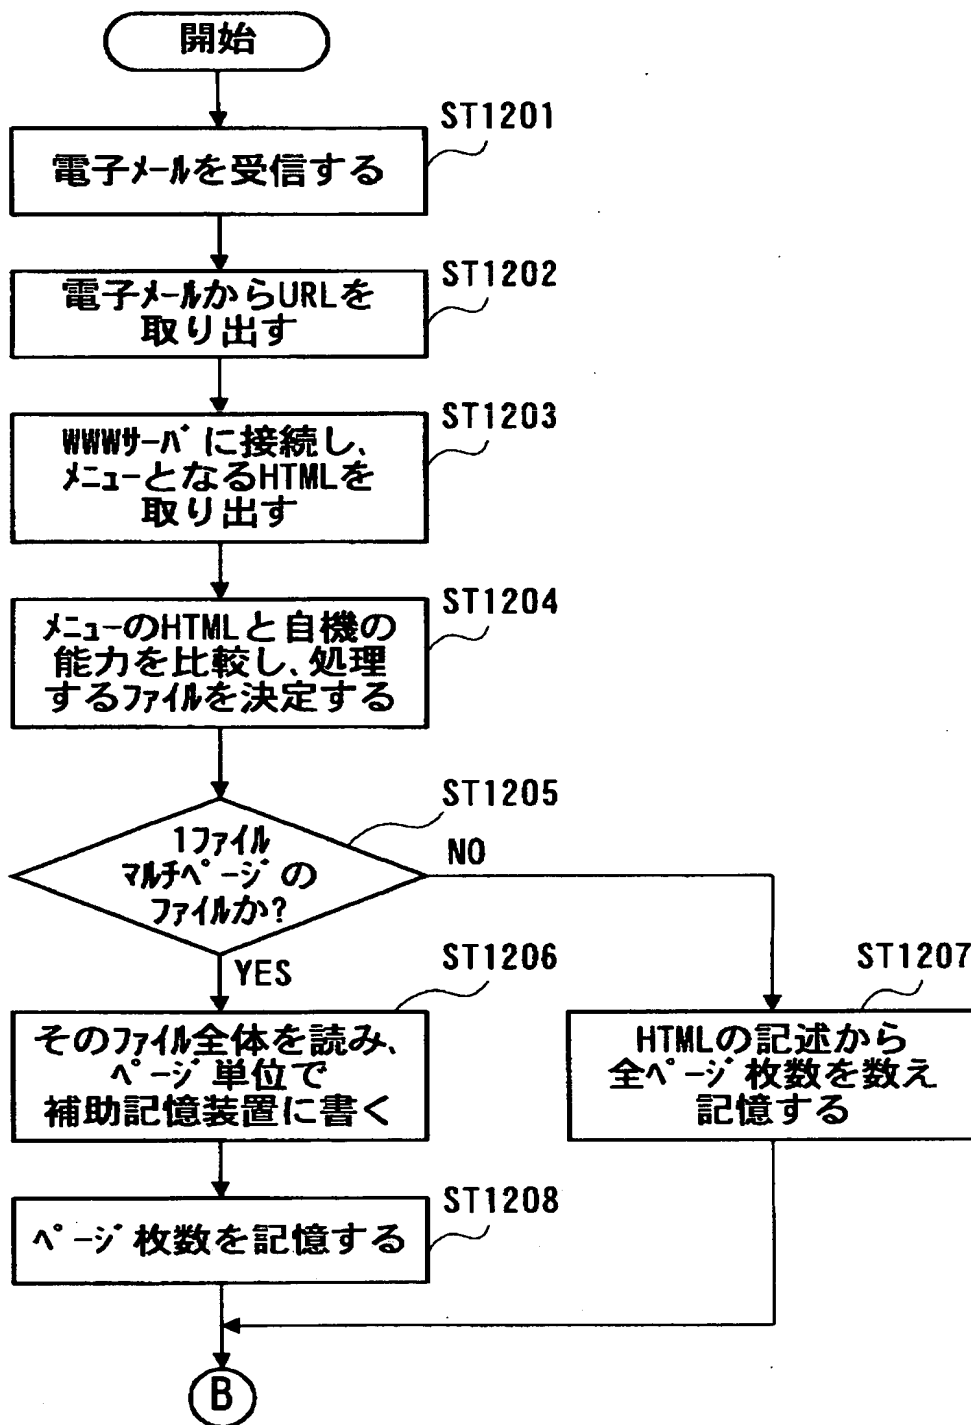 開始
ST1201
電子ﾒｰﾙを受信する
ST1202
電子ﾒｰﾙからURLを
取り出す
ST1203
WWWｻｰﾊﾞに接続し、
ﾒﾆｭｰとなるHTMLを
取り出す
ST1204
ﾒﾆｭｰのHTMLと自機の
能力を比較し、処理
するﾌｧｲﾙを決定する
ST1205
1ﾌｧｲﾙ
ﾏﾙﾁﾍﾟｰｼﾞの
ﾌｧｲﾙか?
NO
YES
ST1206
そのﾌｧｲﾙ全体を読み、
ﾍﾟｰｼﾞ単位で
補助記憶装置に書く
ST1207
HTMLの記述から
全ﾍﾟｰｼﾞ枚数を数え
記憶する
ST1208
ﾍﾟｰｼﾞ枚数を記憶する
B